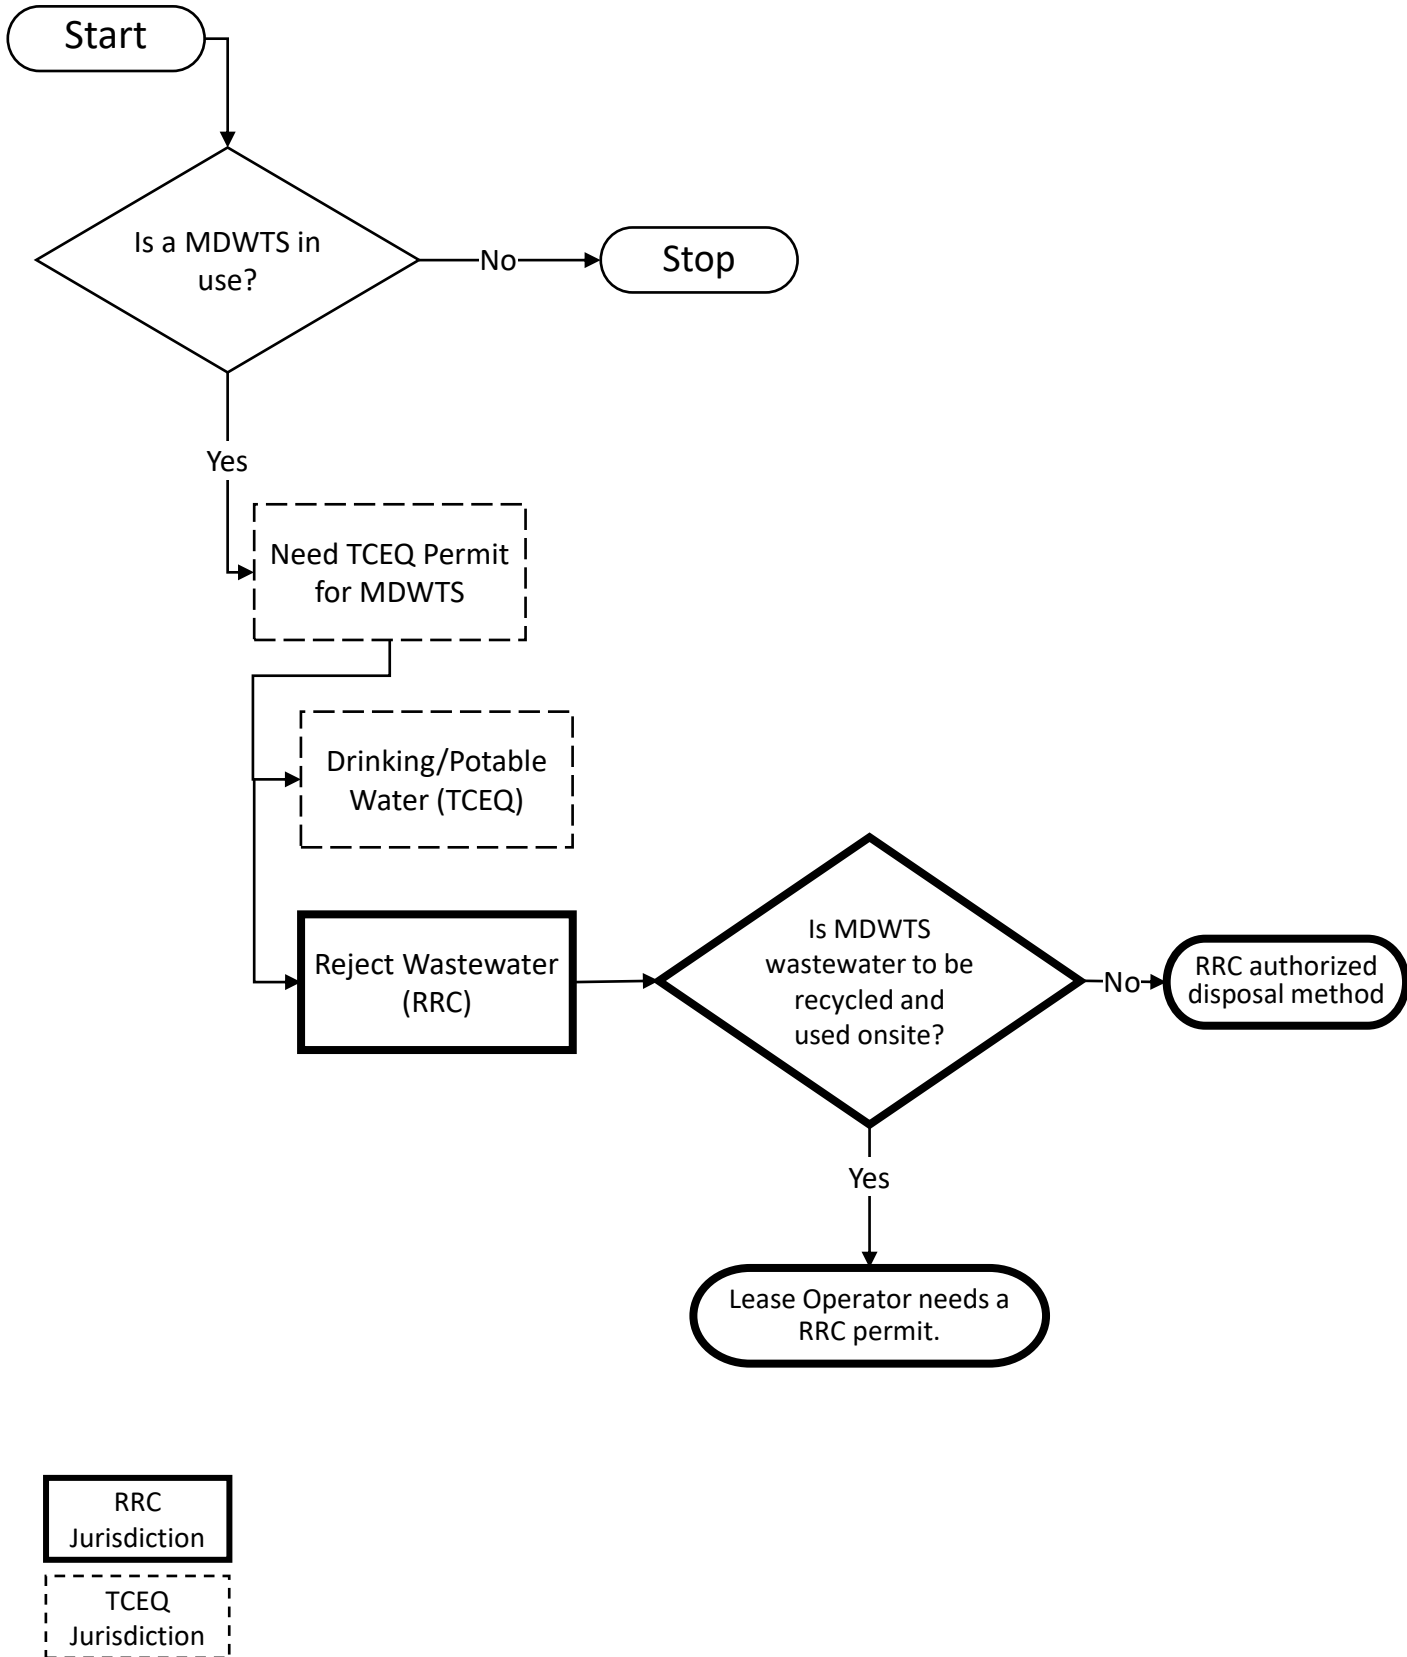 Start
Is a MDWTS in
use?
No
Stop
Yes
Need TCEQ Permit
for MDWTS
Drinking/Potable
Water (TCEQ)
Reject Wastewater
(RRC)
Is MDWTS
wastewater to be
recycled and
used onsite?
No
RRC authorized
disposal method
Yes
Lease Operator needs a
RRC permit.
RRC
Jurisdiction
TCEQ
Jurisdiction